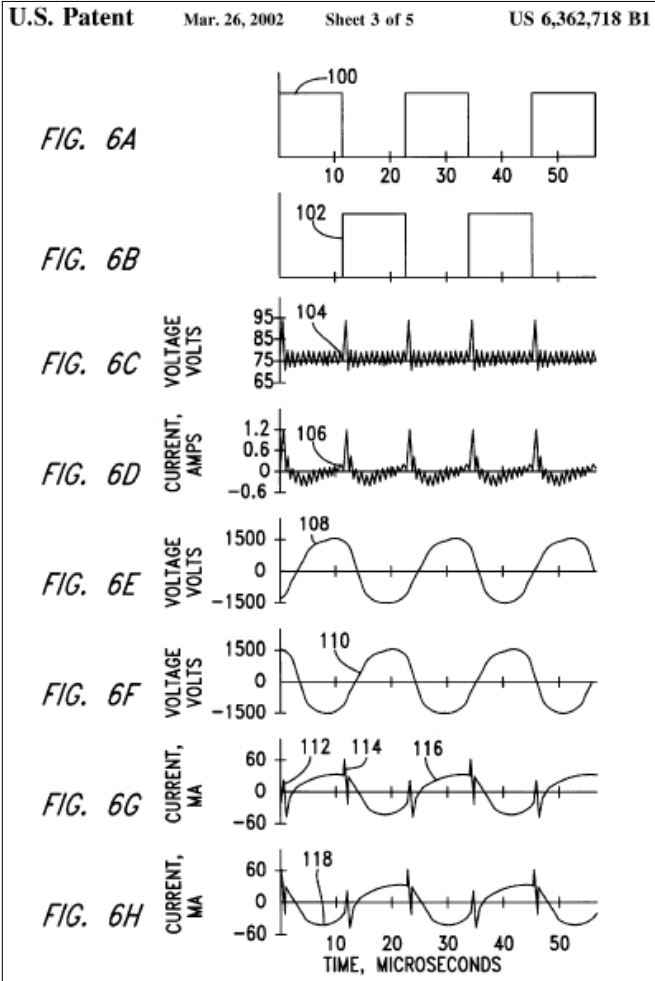 U.S. Patent Mar. 26, 2002 Sheet 3 of 5 US 6,362,718 B1
100
FIG. 6A
10 20 30 40 50
102
FIG. 6B
FIG. 6C
VOLTAGE
VOLTS
95
85
75
65
104
FIG. 6D
CURRENT,
AMPS
1.2
0.6
0
-0.6
106
FIG. 6E
VOLTAGE
VOLTS
1500
0
-1500
108
FIG. 6F
VOLTAGE
VOLTS
1500
0
-1500
110
FIG. 6G
CURRENT,
MA
60
0
-60
112 114 116
FIG. 6H
CURRENT,
MA
60
0
-60
118
10 20 30 40 50
TIME, MICROSECONDS